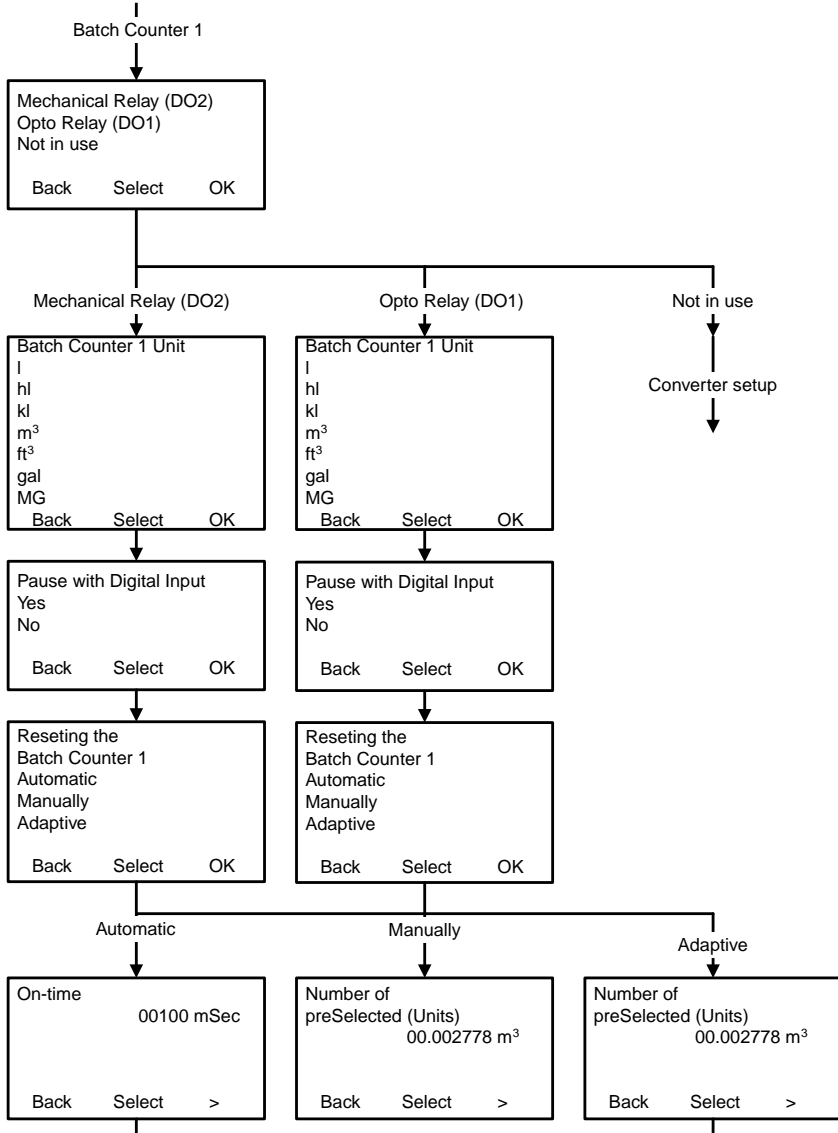 Batch Counter 1
Mechanical Relay (DO2)
Opto Relay (DO1)
Not in use
Back Select OK
Mechanical Relay (DO2)
Opto Relay (DO1)
Not in use
Batch Counter 1 Unit
l
hl
kl
m³
ft³
gal
MG
Back Select OK
Batch Counter 1 Unit
l
hl
kl
m³
ft³
gal
MG
Back Select OK
Converter setup
Pause with Digital Input
Yes
No
Back Select OK
Pause with Digital Input
Yes
No
Back Select OK
Reseting the
Batch Counter 1
Automatic
Manually
Adaptive
Back Select OK
Reseting the
Batch Counter 1
Automatic
Manually
Adaptive
Back Select OK
Automatic
Manually
Adaptive
On-time
00100 mSec
Back Select >
Number of
preSelected (Units)
00.002778 m³
Back Select >
Number of
preSelected (Units)
00.002778 m³
Back Select >